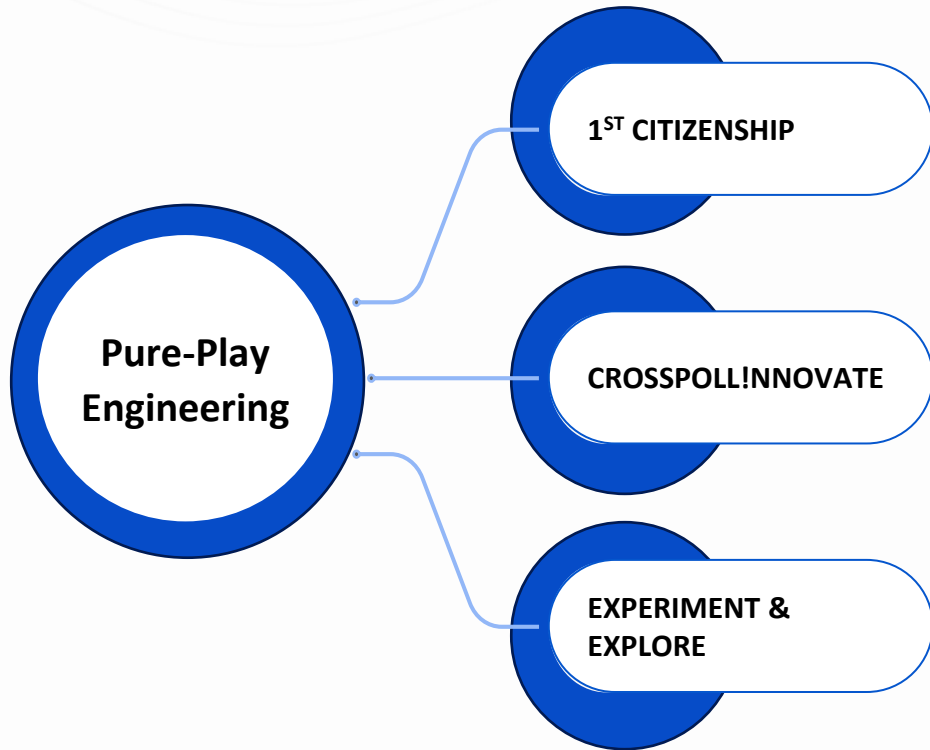 1ST CITIZENSHIP
Pure-Play
Engineering
CROSSPOLL!NNOVATE
EXPERIMENT &
EXPLORE